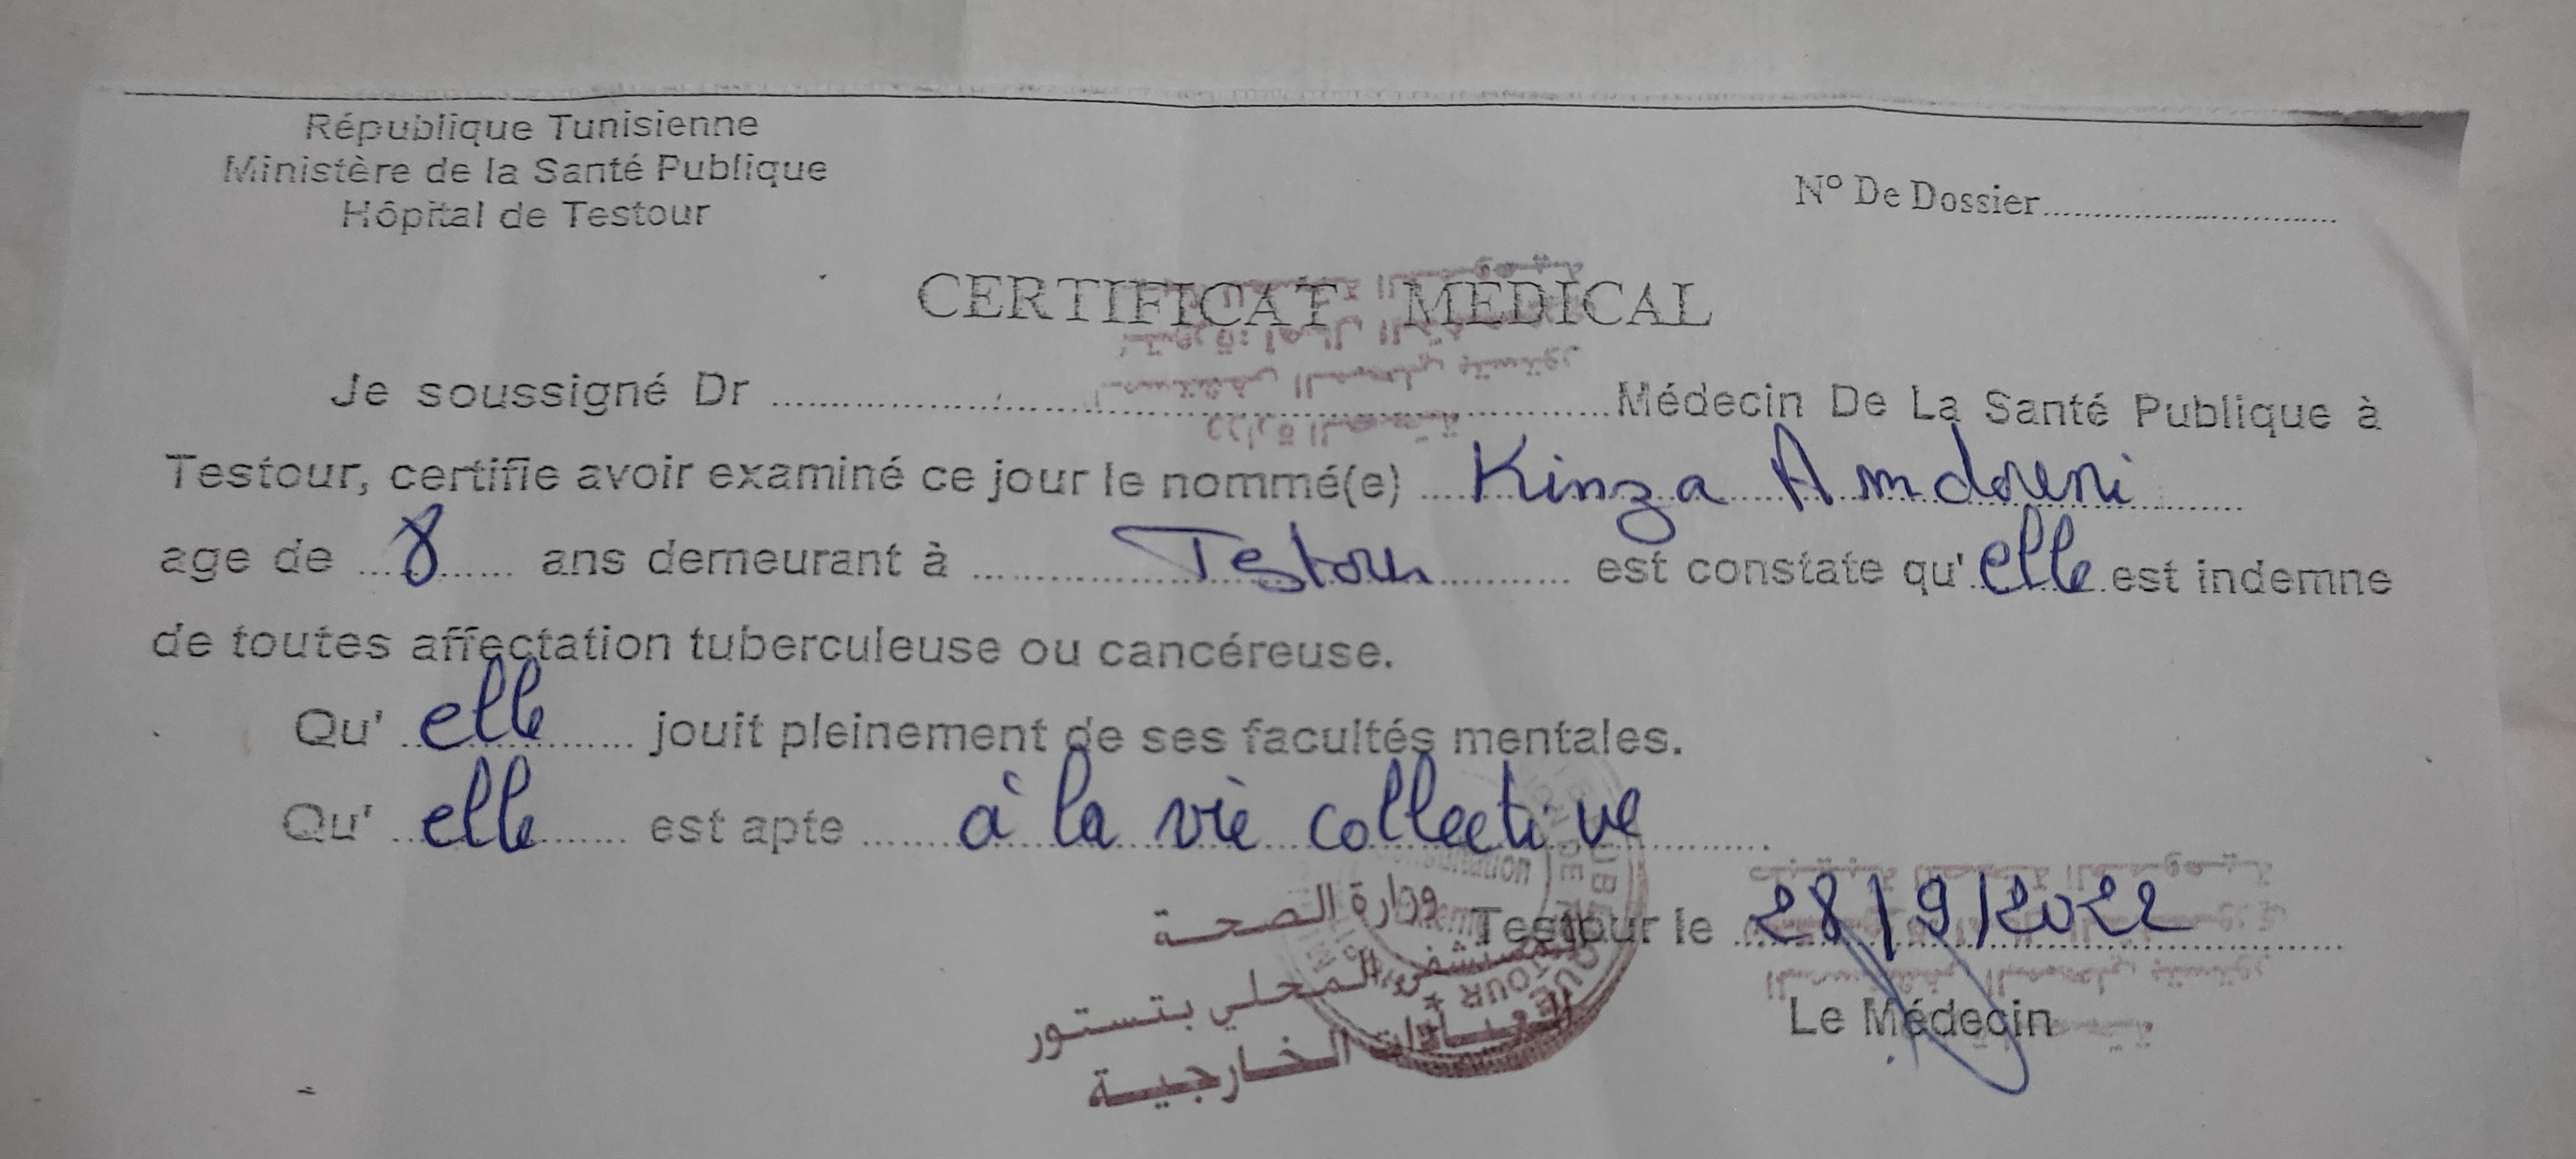 République Tunisienne
Ministère de la Santé Publique
Hôpital de Testour
N° De Dossier..............................
CERTIFICAT MEDICAL
Je soussigné Dr .............................. Médecin De La Santé Publique à
Testour, certifie avoir examiné ce jour le nommé(e) Kinza Amdouni
age de 8 ans demeurant à Testour est constate qu' elle est indemne
de toutes affectation tuberculeuse ou cancéreuse.
Qu' elle jouit pleinement de ses facultés mentales.
Qu' elle est apte à la vie collective
Testour le 28/9/2022
Le Médecin
وزارة الصحة
المستشفى المحلي بتستور
العيادات الخارجية